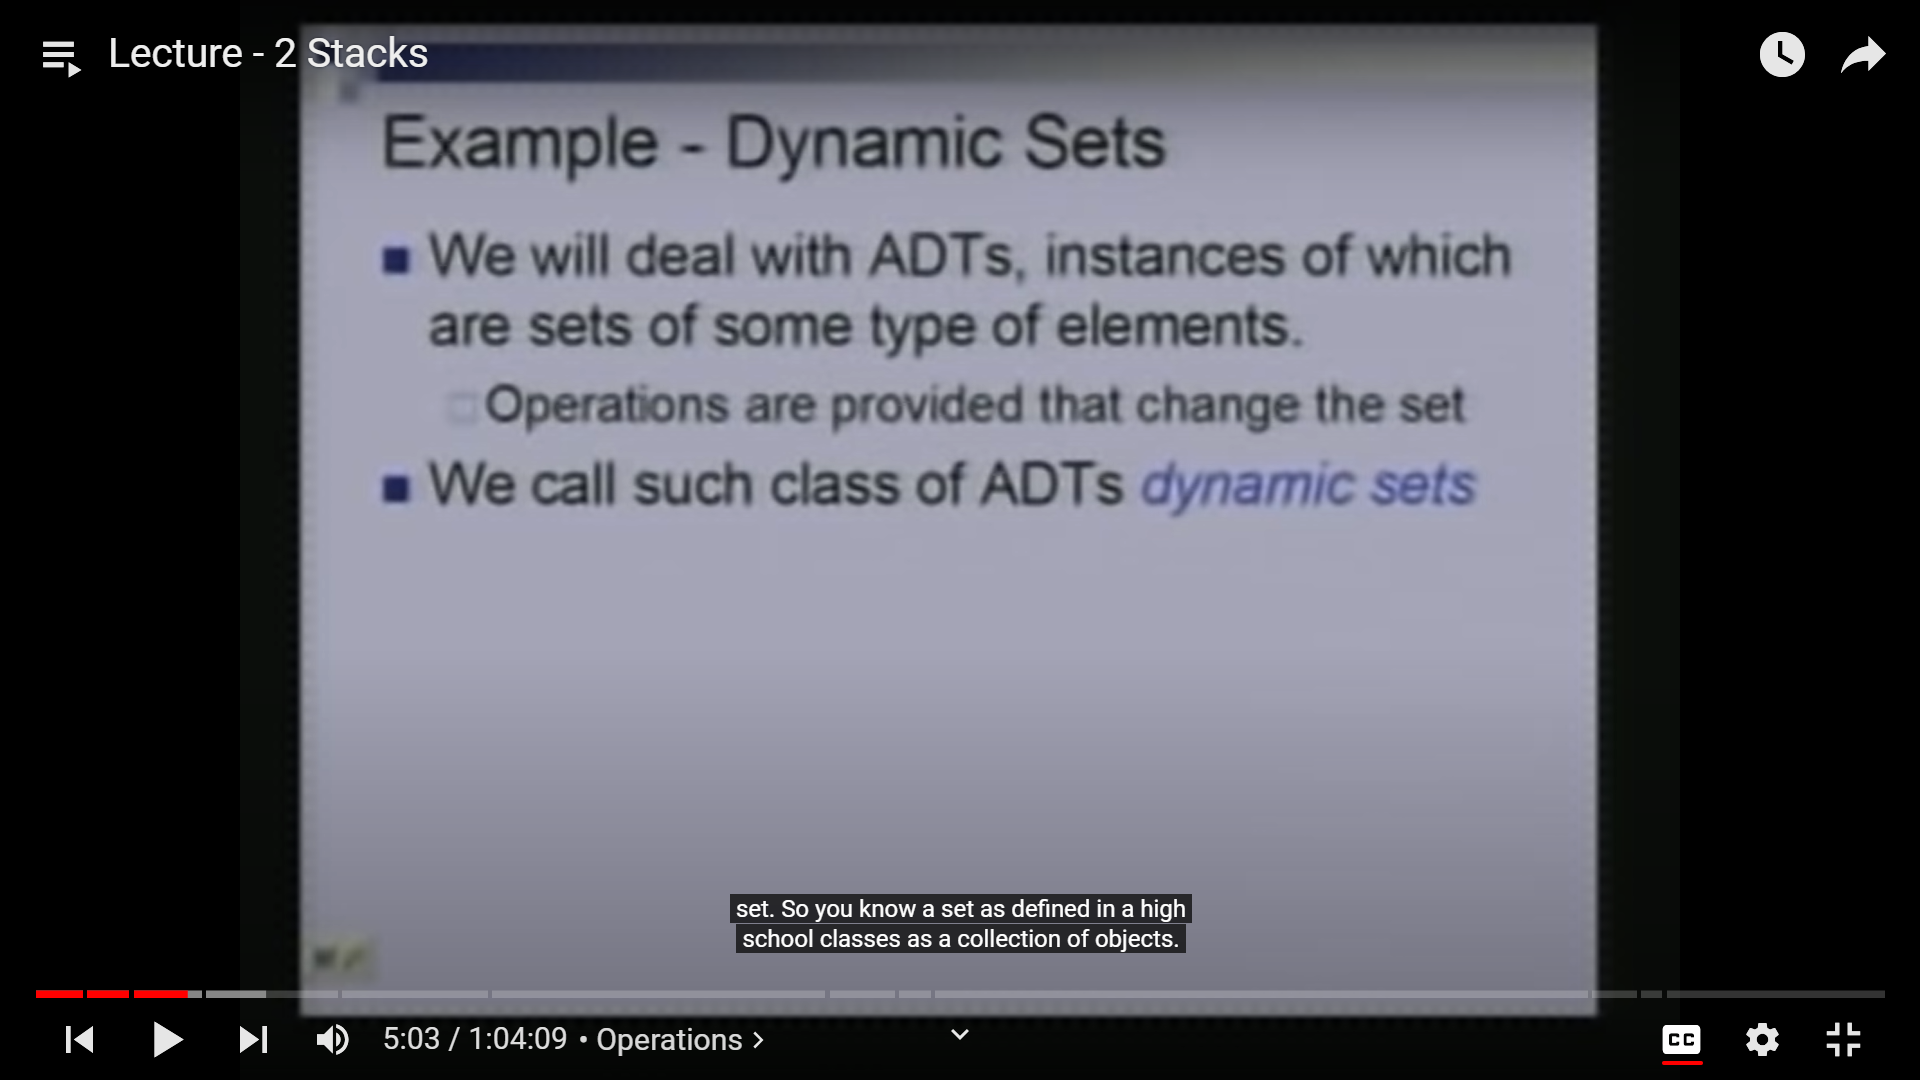 Lecture - 2 Stacks
Example - Dynamic Sets
We will deal with ADTs, instances of which
are sets of some type of elements.
Operations are provided that change the set
We call such class of ADTs dynamic sets
set. So you know a set as defined in a high
school classes as a collection of objects.
5:03 / 1:04:09 • Operations >
CC